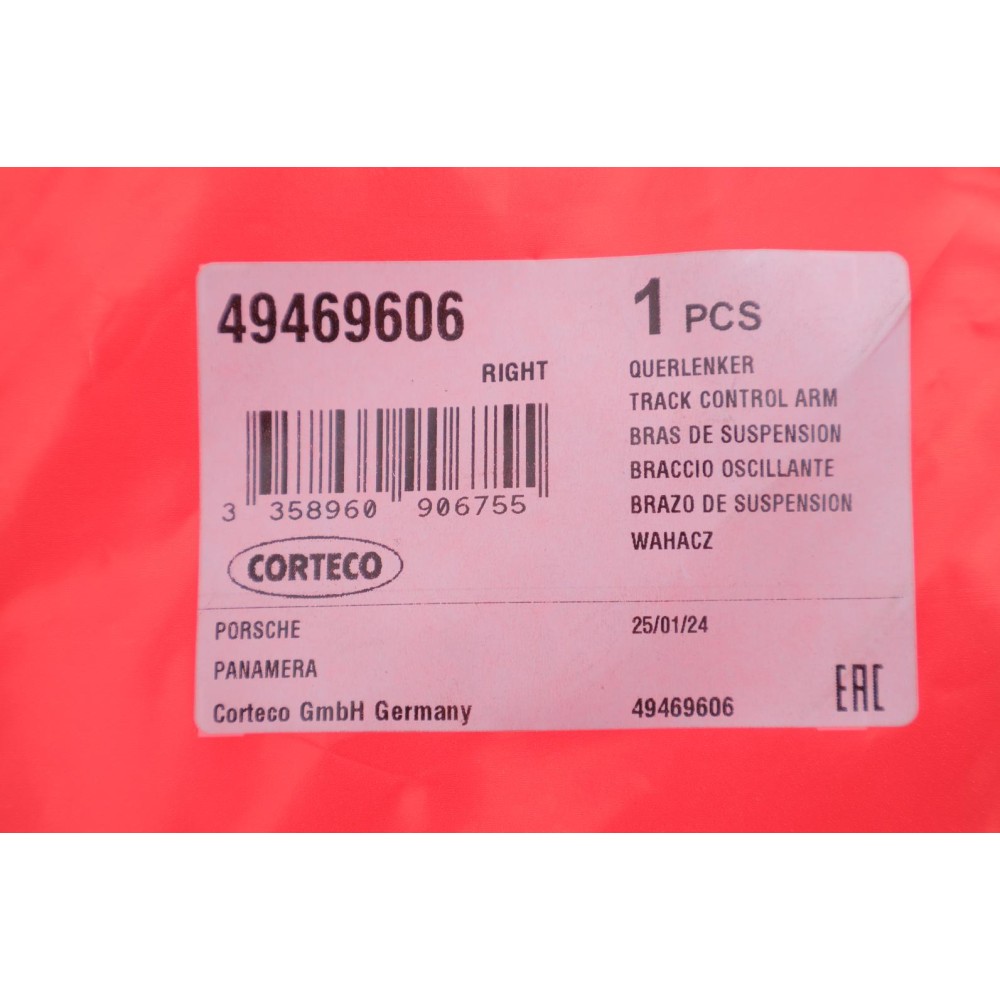 49469606
1 PCS
RIGHT
QUERLENKER
TRACK CONTROL ARM
BRAS DE SUSPENSION
BRACCIO OSCILLANTE
BRAZO DE SUSPENSION
WAHACZ
3 358960 906755
CORTECO
PORSCHE
25/01/24
PANAMERA
EAC
Corteco GmbH Germany
49469606